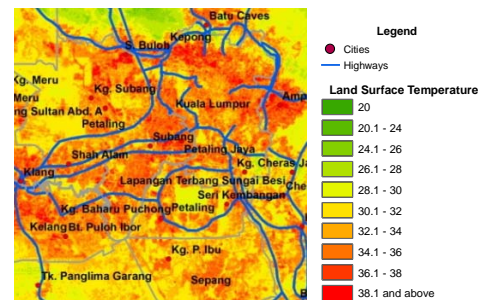 Batu Caves
Kepong
S. Buloh
Kg. Meru
Kg. Subang
Meru
Kuala Lumpur
Amp
ng Sultan Abd. A
Petaling
Subang
Petaling Jaya
Shah Alam
Kg. Cheras Ja
Klang
Lapangan Terbang Sungai Besi
Che
Seri Kembangan
Kg. Baharu Puchong
Petaling
Kelang
Bt. Puloh Ibor
Kg. P. Ibu
Tk. Panglima Garang
Sepang
B
Legend
Cities
Highways
Land Surface Temperature
20
20.1 - 24
24.1 - 26
26.1 - 28
28.1 - 30
30.1 - 32
32.1 - 34
34.1 - 36
36.1 - 38
38.1 and above